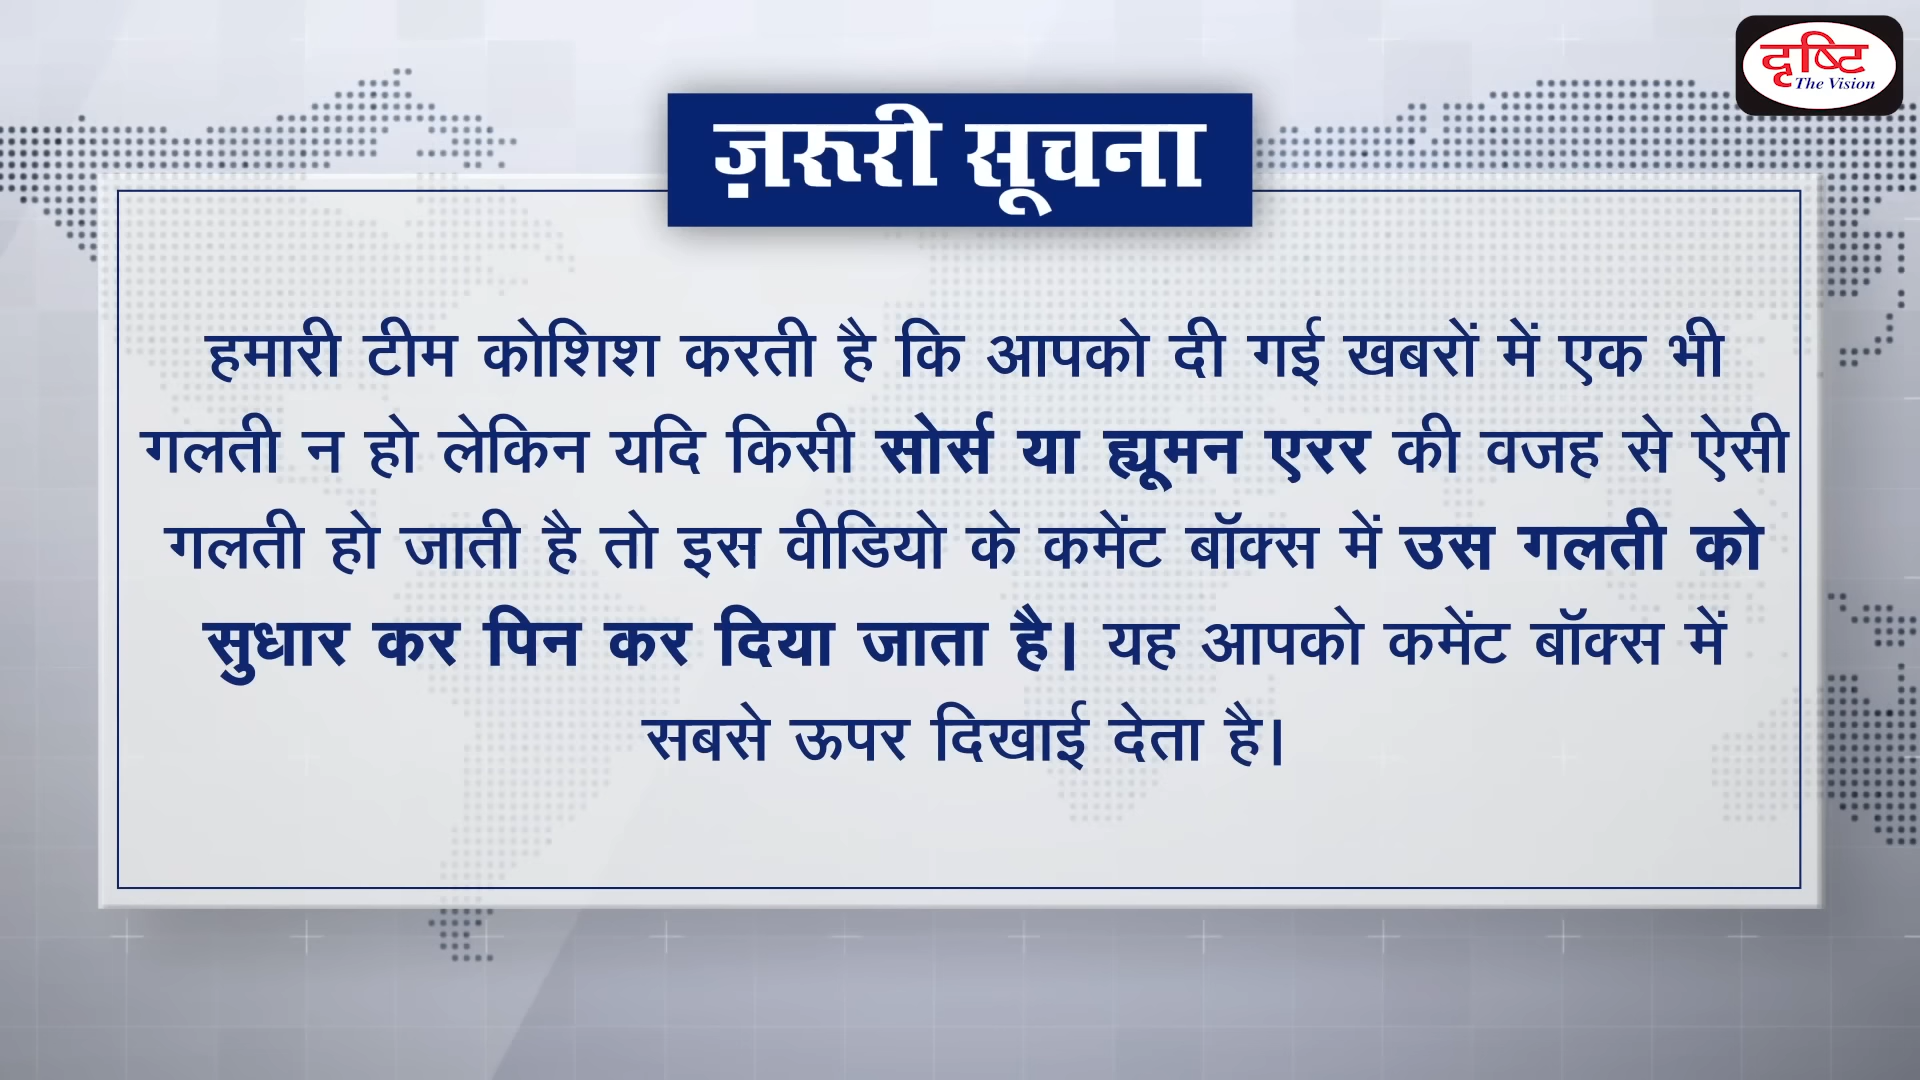 दृष्टि
The Vision
ज़रूरी सूचना
हमारी टीम कोशिश करती है कि आपको दी गई खबरों में एक भी
गलती न हो लेकिन यदि किसी सोर्स या ह्यूमन एरर की वजह से ऐसी
गलती हो जाती है तो इस वीडियो के कमेंट बॉक्स में उस गलती को
सुधार कर पिन कर दिया जाता है। यह आपको कमेंट बॉक्स में
सबसे ऊपर दिखाई देता है।